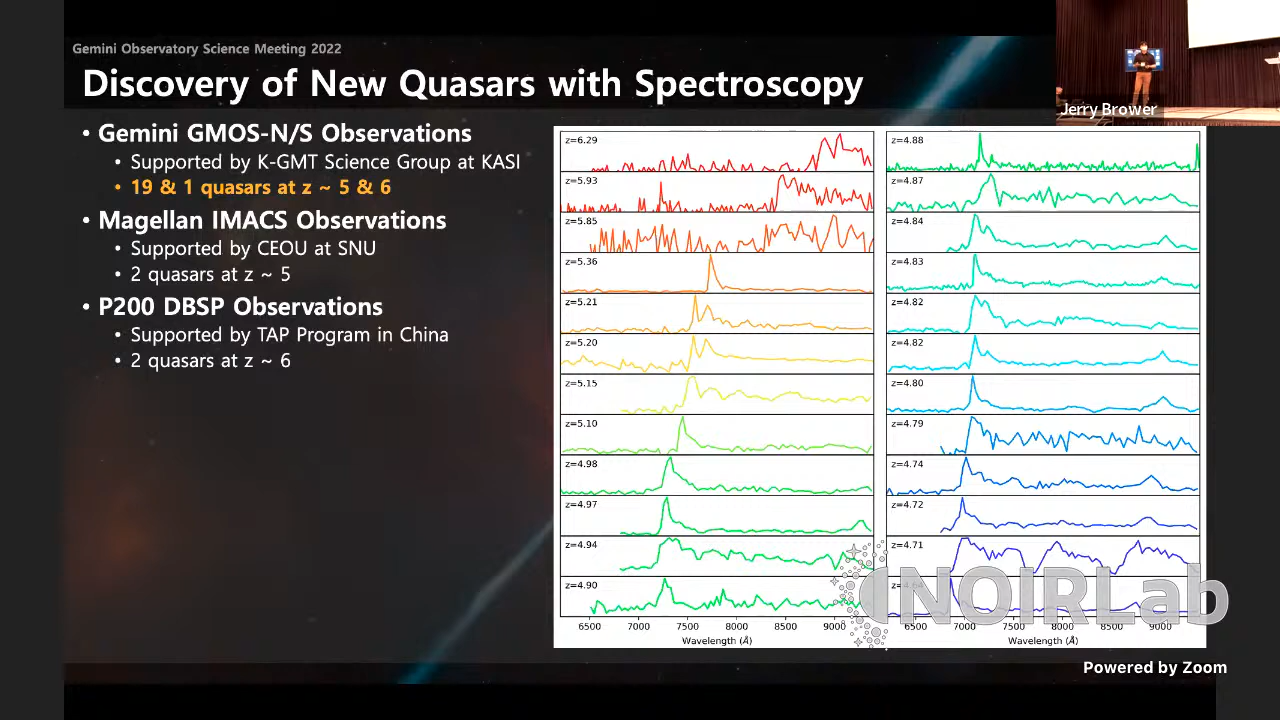 Gemini Observatory Science Meeting 2022
Discovery of New Quasars with Spectroscopy
Jerry Brower
• Gemini GMOS-N/S Observations
• Supported by K-GMT Science Group at KASI
• 19 & 1 quasars at z ~ 5 & 6
• Magellan IMACS Observations
• Supported by CEOU at SNU
• 2 quasars at z ~ 5
• P200 DBSP Observations
• Supported by TAP Program in China
• 2 quasars at z ~ 6
z=6.29
z=5.93
z=5.85
z=5.36
z=5.21
z=5.20
z=5.15
z=5.10
z=4.98
z=4.97
z=4.94
z=4.90
6500 7000 7500 8000 8500 9000
Wavelength (Å)
z=4.88
z=4.87
z=4.84
z=4.83
z=4.82
z=4.82
z=4.80
z=4.79
z=4.74
z=4.72
z=4.71
6500 7000 7500 8000 8500 9000
Wavelength (Å)
NOIRLab
Powered by Zoom